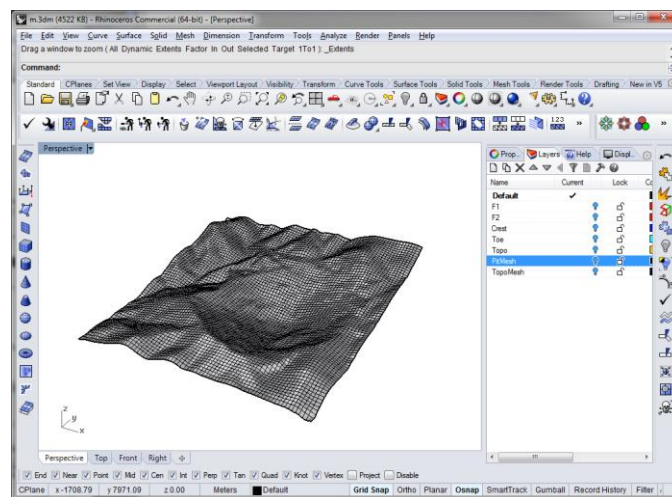 m.3dm (4522 KB) - Rhinoceros Commercial (64-bit) - [Perspective]
File Edit View Curve Surface Solid Mesh Dimension Transform Tools Analyze Render Panels Help
Drag a window to zoom ( All Dynamic Extents Factor In Out Selected Target 1To1 ): _Extents
Command:
Standard CPlanes Set View Display Select Viewport Layout Visibility Transform Curve Tools Surface Tools Solid Tools Mesh Tools Render Tools Drafting New in V5
123
Perspective
Prop... Layers Help Displ...
Name Current Lock
Default
F1
F2
Crest
Toe
Topo
PitMesh
TopoMesh
z
y
x
Perspective Top Front Right
End Near Point Mid Cen Int Perp Tan Quad Knot Vertex Project Disable
CPlane x -1708.79 y 7971.09 z 0.00 Meters Default Grid Snap Ortho Planar Osnap SmartTrack Gumball Record History Filter